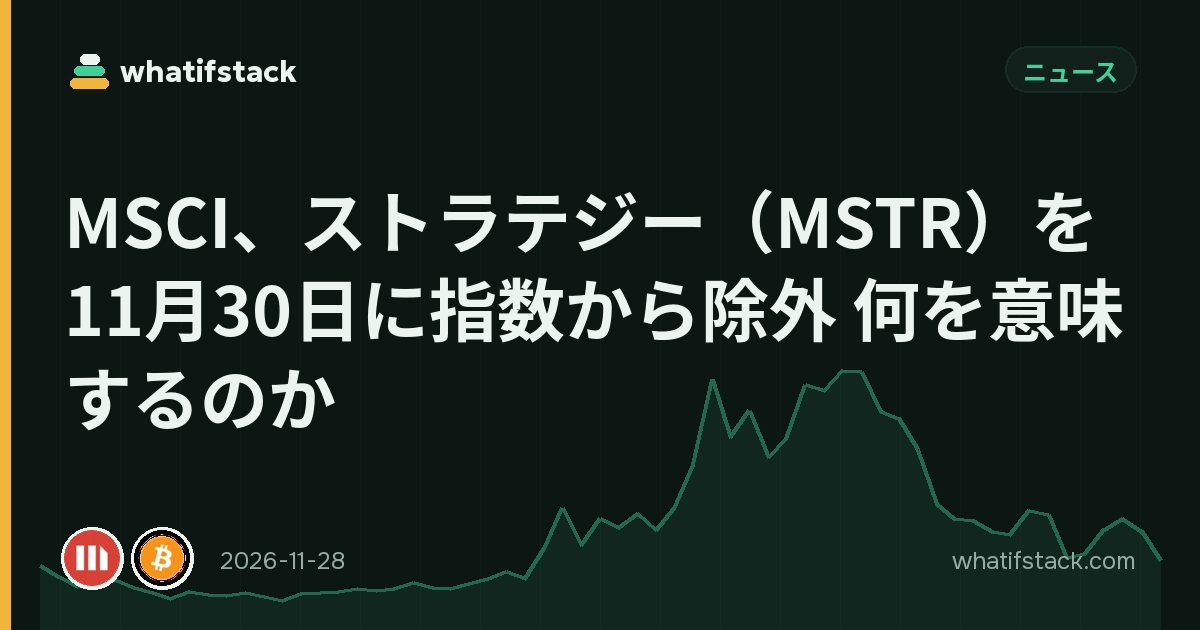 whatifstack
ニュース
MSCI、ストラテジー（MSTR）を
11月30日に指数から除外 何を意味
するのか
2026-11-28
whatifstack.com